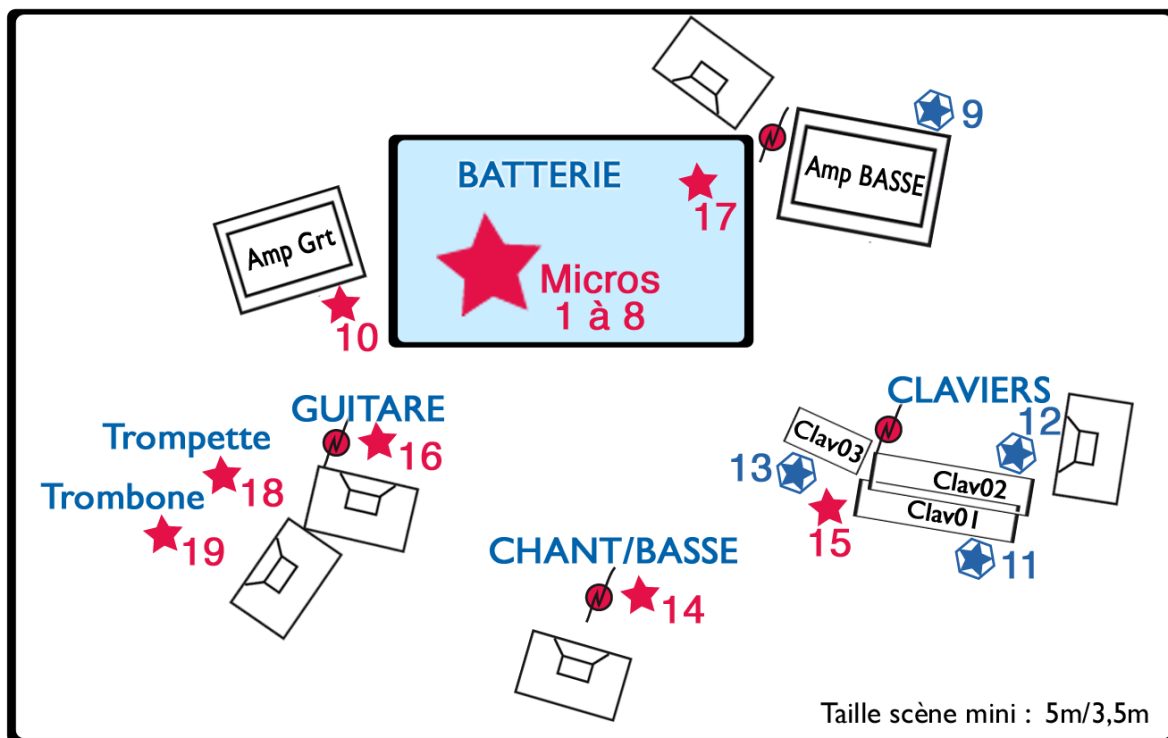 9
Amp BASSE
BATTERIE
17
Amp Grt
Micros
1 à 8
10
GUITARE
16
Trompette
18
Trombone
19
CLAVIERS
12
Clav03
13
Clav02
Clav01
15
11
CHANT/BASSE
14
Taille scène mini : 5m/3,5m